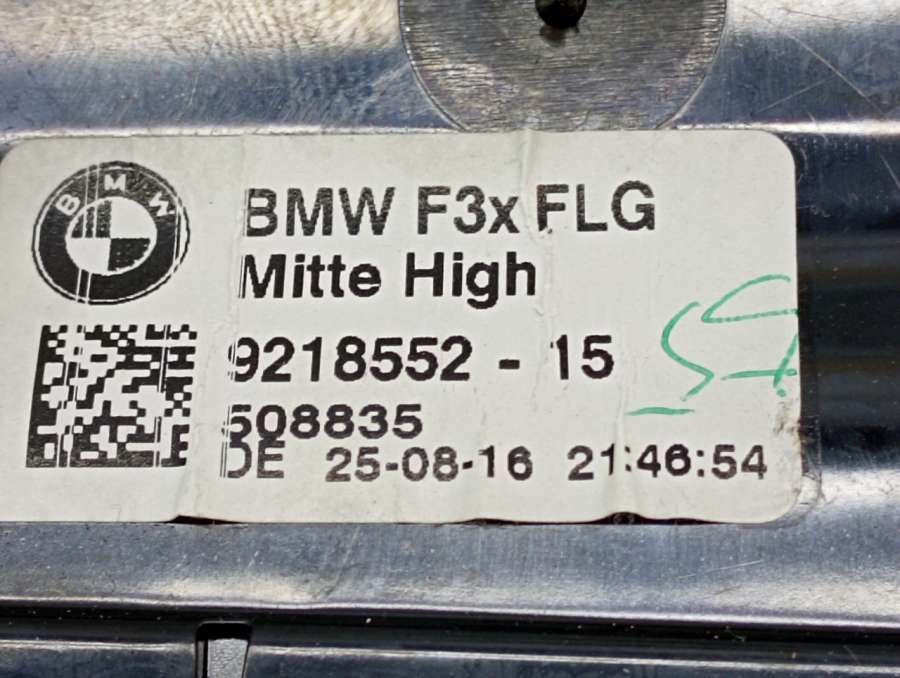 BMW
BMW F3x FLG
Mitte High
9218552 - 15
508835
DE 25-08-16 21:46:54